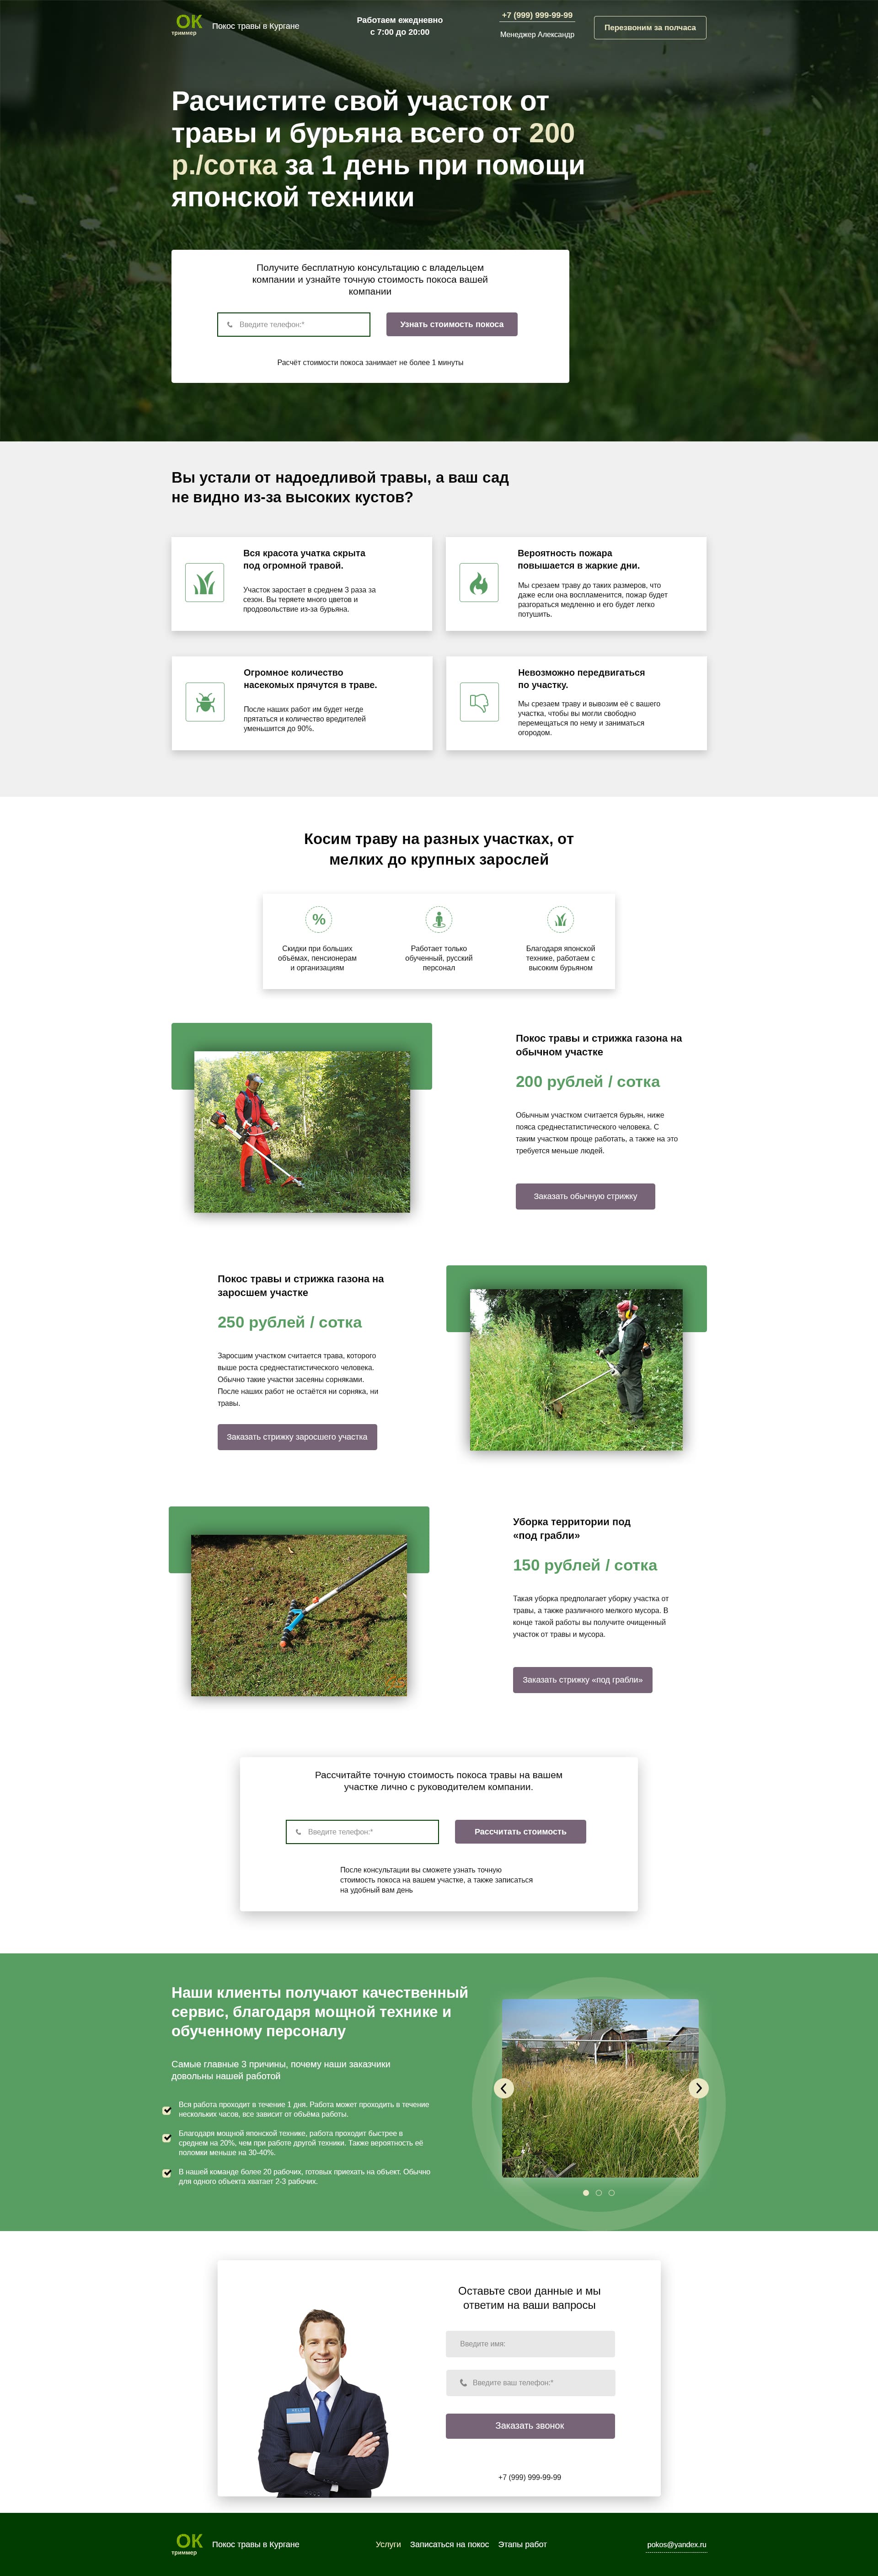 ОК
триммер
Покос травы в Кургане
Работаем ежедневно
с 7:00 до 20:00
+7 (999) 999-99-99
Менеджер Александр
Перезвоним за полчаса
Расчистите свой участок от
травы и бурьяна всего от 200
р./сотка за 1 день при помощи
японской техники
Получите бесплатную консультацию с владельцем
компании и узнайте точную стоимость покоса вашей
компании
Введите телефон:*
Узнать стоимость покоса
Расчёт стоимости покоса занимает не более 1 минуты
Вы устали от надоедливой травы, а ваш сад
не видно из-за высоких кустов?
Вся красота учатка скрыта
под огромной травой.
Участок заростает в среднем 3 раза за
сезон. Вы теряете много цветов и
продовольствие из-за бурьяна.
Вероятность пожара
повышается в жаркие дни.
Мы срезаем траву до таких размеров, что
даже если она воспламенится, пожар будет
разгораться медленно и его будет легко
потушить.
Огромное количество
насекомых прячутся в траве.
После наших работ им будет негде
прятаться и количество вредителей
уменьшится до 90%.
Невозможно передвигаться
по участку.
Мы срезаем траву и вывозим её с вашего
участка, чтобы вы могли свободно
перемещаться по нему и заниматься
огородом.
Косим траву на разных участках, от
мелких до крупных зарослей
%
Скидки при больших
объёмах, пенсионерам
и организациям
Работает только
обученный, русский
персонал
Благодаря японской
технике, работаем с
высоким бурьяном
Покос травы и стрижка газона на
обычном участке
200 рублей / сотка
Обычным участком считается бурьян, ниже
пояса среднестатистического человека. С
таким участком проще работать, а также на это
требуется меньше людей.
Заказать обычную стрижку
Покос травы и стрижка газона на
заросшем участке
250 рублей / сотка
Заросшим участком считается трава, которого
выше роста среднестатистического человека.
Обычно такие участки засеяны сорняками.
После наших работ не остаётся ни сорняка, ни
травы.
Заказать стрижку заросшего участка
Уборка территории под
«под грабли»
150 рублей / сотка
Такая уборка предполагает уборку участка от
травы, а также различного мелкого мусора. В
конце такой работы вы получите очищенный
участок от травы и мусора.
Заказать стрижку «под грабли»
Рассчитайте точную стоимость покоса травы на вашем
участке лично с руководителем компании.
Введите телефон:*
Рассчитать стоимость
После консультации вы сможете узнать точную
стоимость покоса на вашем участке, а также записаться
на удобный вам день
Наши клиенты получают качественный
сервис, благодаря мощной технике и
обученному персоналу
Самые главные 3 причины, почему наши заказчики
довольны нашей работой
Вся работа проходит в течение 1 дня. Работа может проходить в течение
нескольких часов, все зависит от объёма работы.
Благодаря мощной японской технике, работа проходит быстрее в
среднем на 20%, чем при работе другой техники. Также вероятность её
поломки меньше на 30-40%.
В нашей команде более 20 рабочих, готовых приехать на объект. Обычно
для одного объекта хватает 2-3 рабочих.
Оставьте свои данные и мы
ответим на ваши вапросы
Введите имя:
Введите ваш телефон:*
Заказать звонок
+7 (999) 999-99-99
ОК
триммер
Покос травы в Кургане
Услуги
Записаться на покос
Этапы работ
pokos@yandex.ru